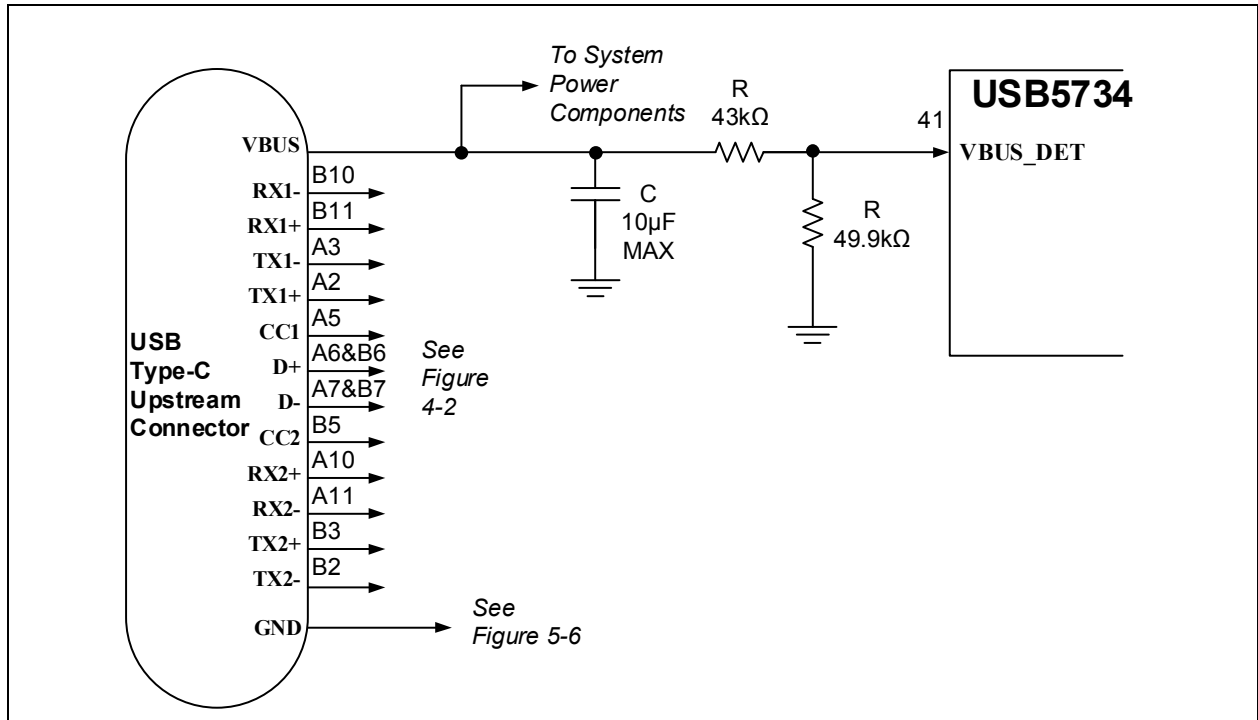 To System
Power
Components
R
43kΩ
USB5734
41
VBUS_DET
VBUS
C
10µF
MAX
R
49.9kΩ
B10
RX1-
B11
RX1+
A3
TX1-
A2
TX1+
A5
CC1
USB
Type-C
Upstream
Connector
A6&B6
D+
A7&B7
D-
See
Figure
4-2
B5
CC2
A10
RX2+
A11
RX2-
B3
TX2+
B2
TX2-
GND
See
Figure 5-6